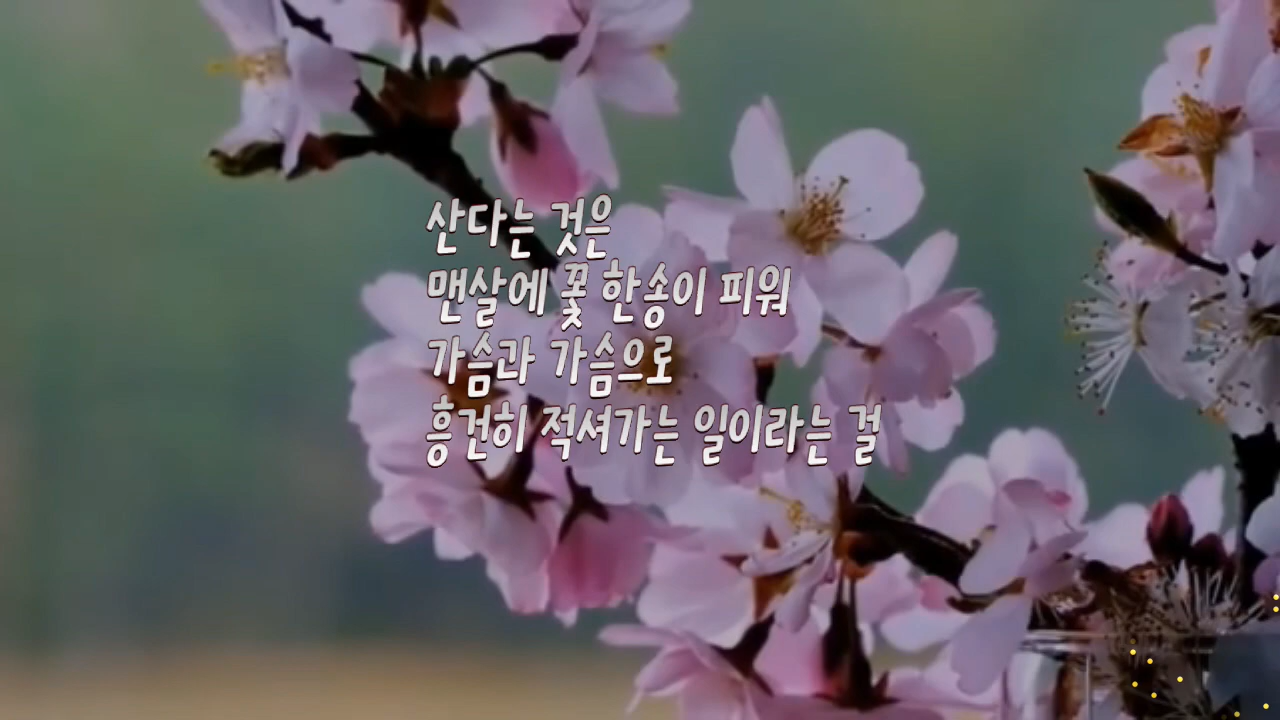 산다는 것은
맨살에 꽃 한송이 피워
가슴과 가슴으로
흥건히 적셔가는 일이라는 걸